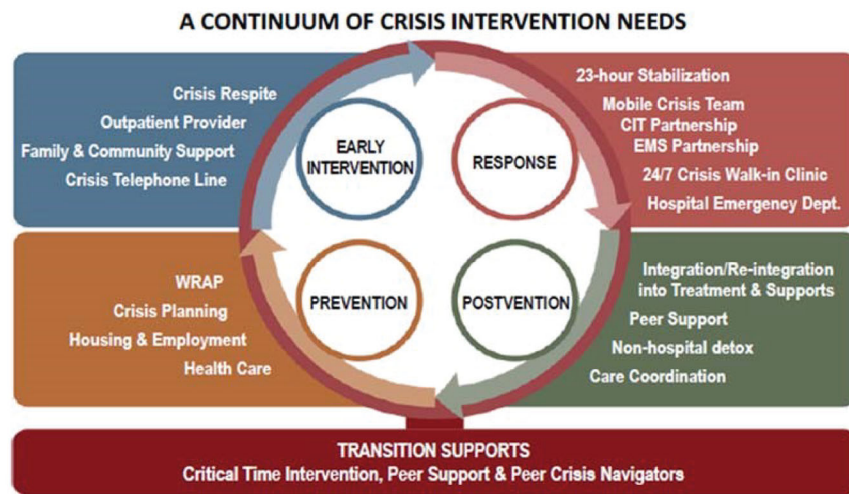 A CONTINUUM OF CRISIS INTERVENTION NEEDS
Crisis Respite
Outpatient Provider
Family & Community Support
Crisis Telephone Line
EARLY
INTERVENTION
RESPONSE
23-hour Stabilization
Mobile Crisis Team
CIT Partnership
EMS Partnership
24/7 Crisis Walk-in Clinic
Hospital Emergency Dept.
WRAP
Crisis Planning
Housing & Employment
Health Care
PREVENTION
POSTVENTION
Integration/Re-integration
into Treatment & Supports
Peer Support
Non-hospital detox
Care Coordination
TRANSITION SUPPORTS
Critical Time Intervention, Peer Support & Peer Crisis Navigators